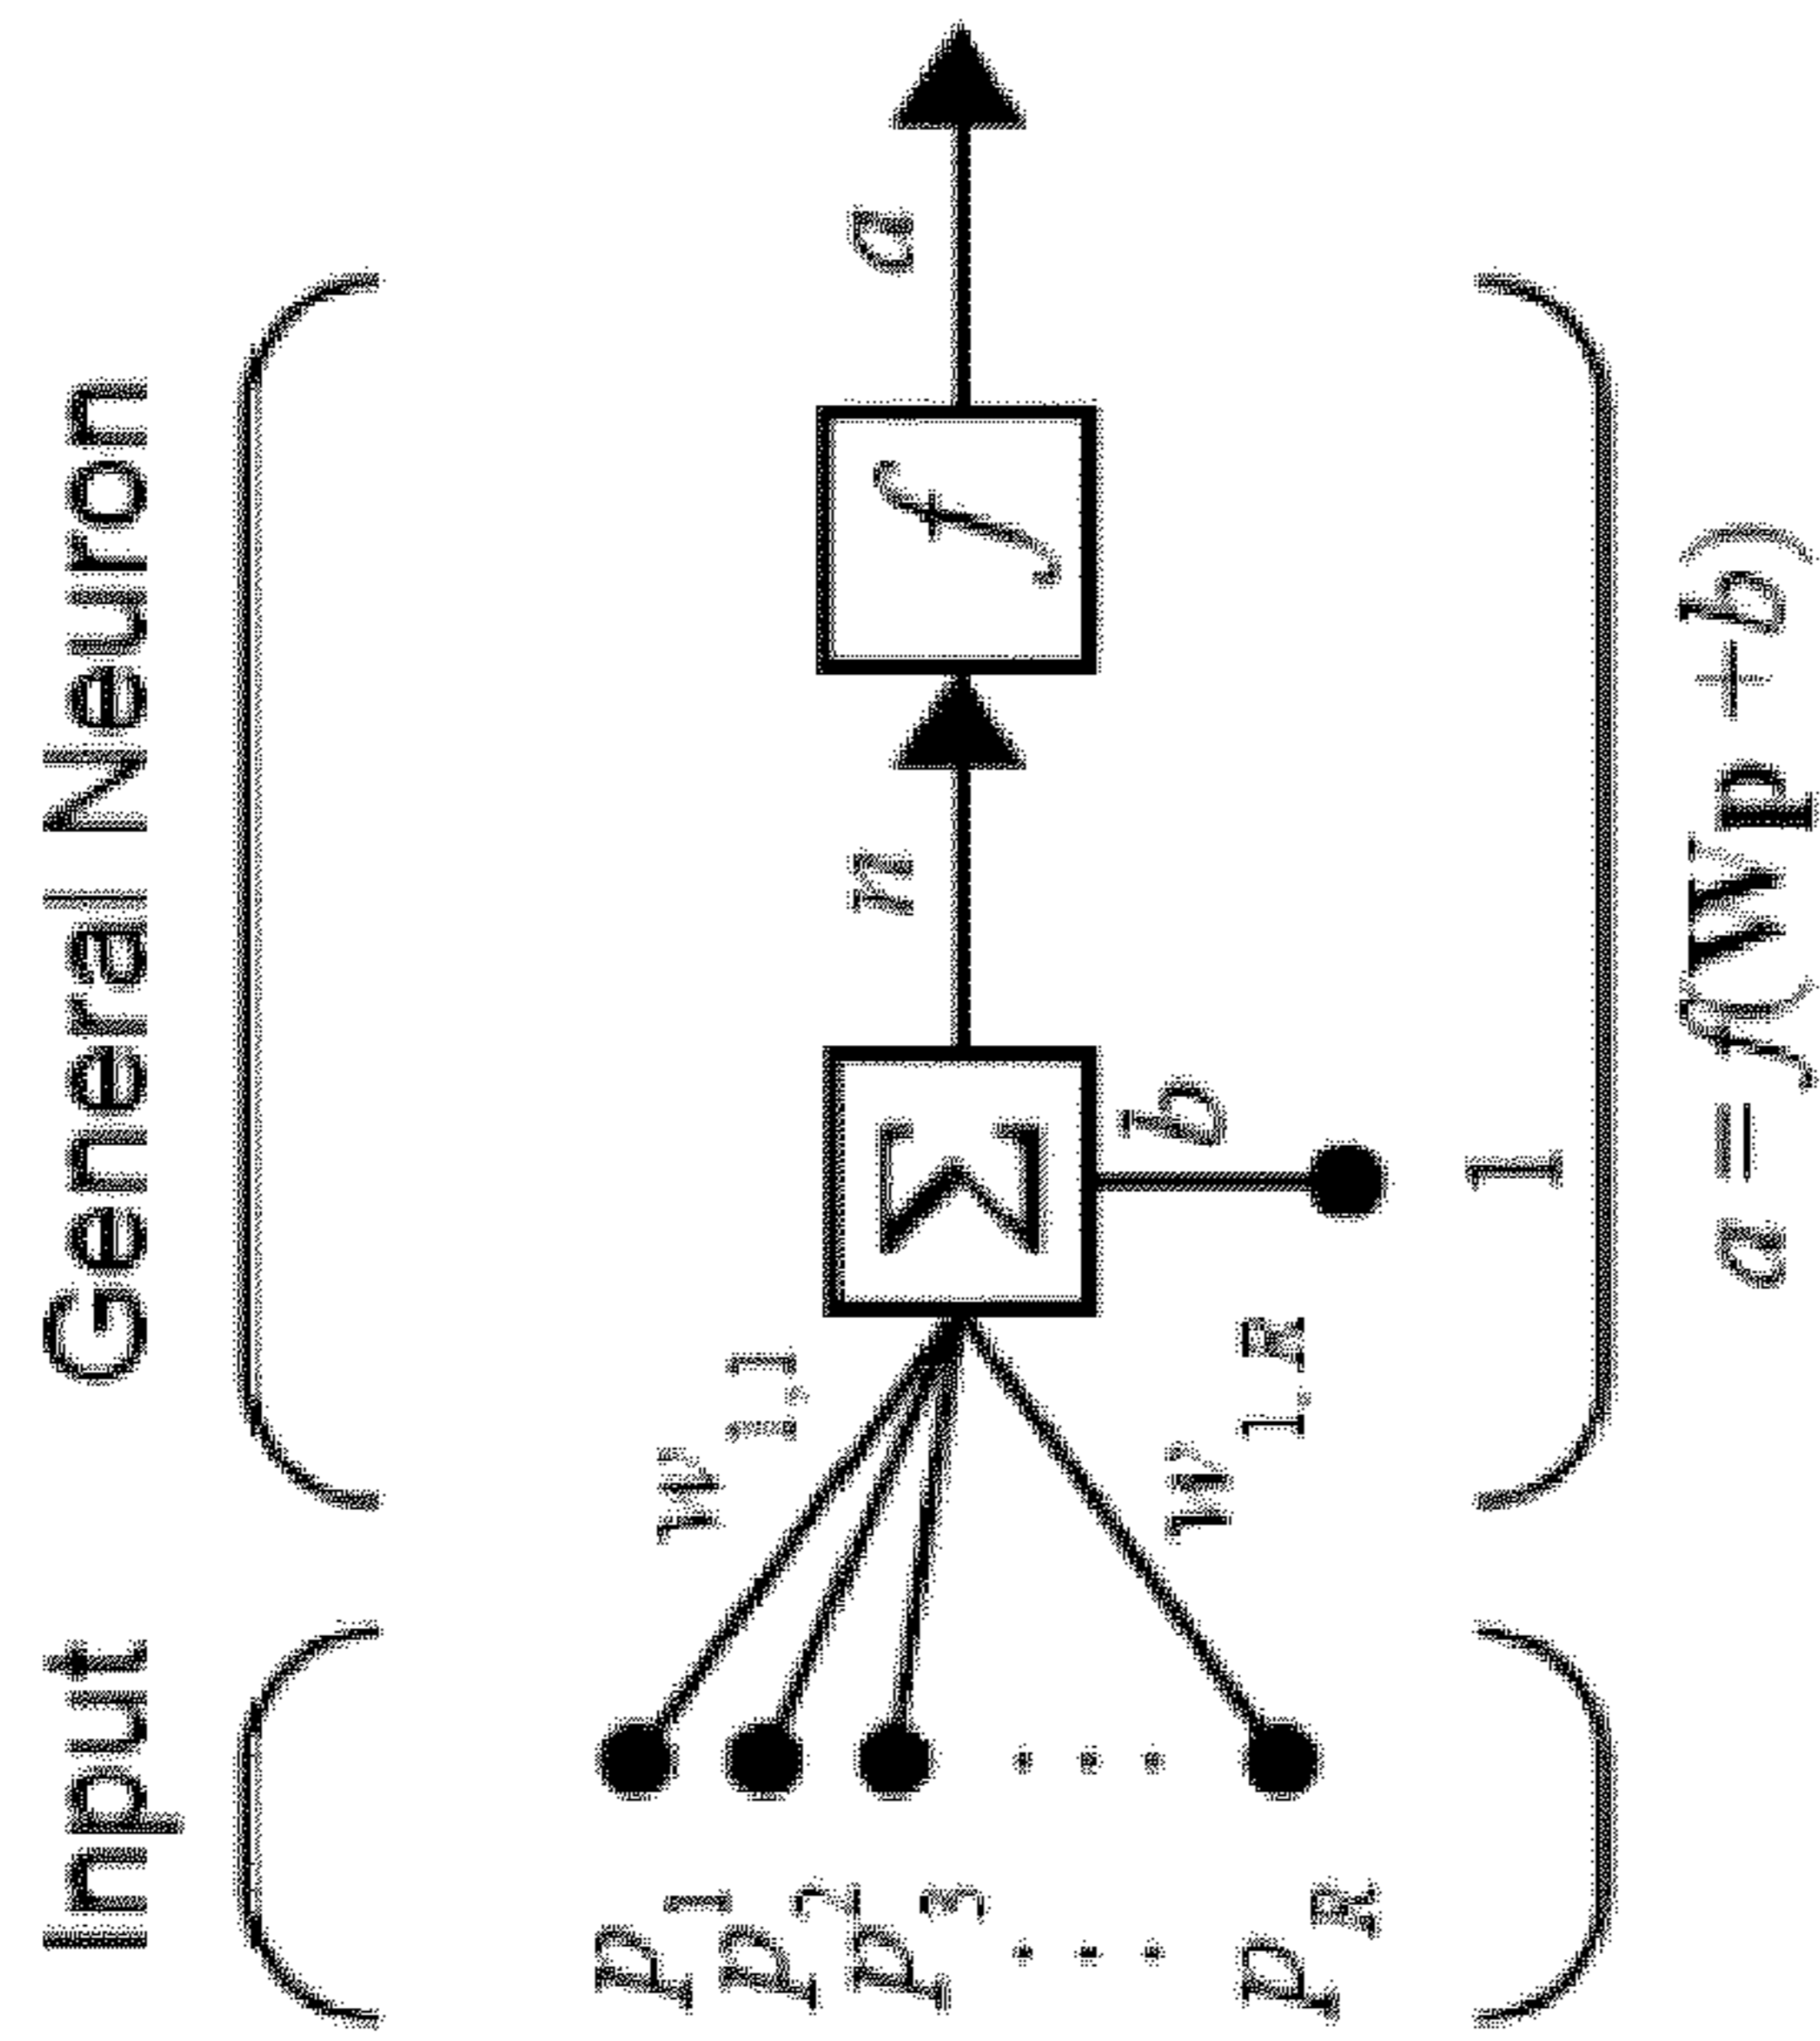 Input General Neuron
p1
p2
p3
pR
w1,1
w1,R
Σ
n
f
a
b
1
a = f(Wp + b)